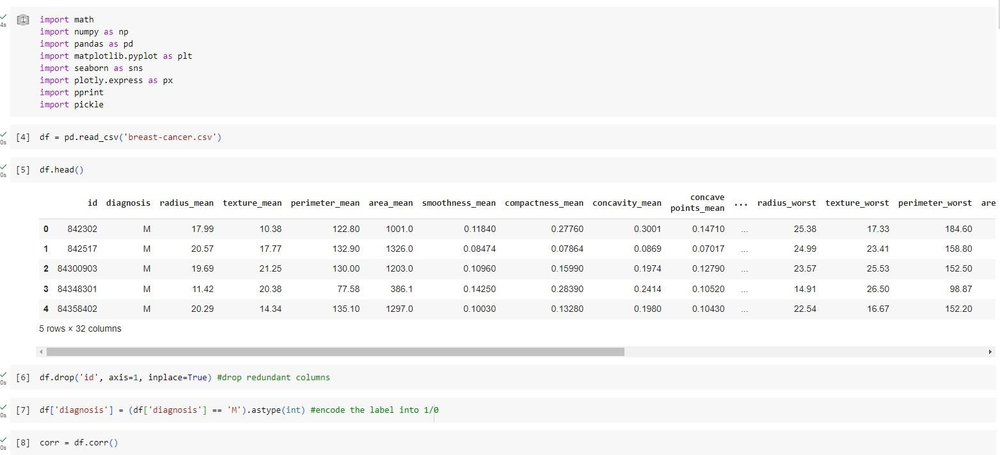 4s [1] import math
import numpy as np
import pandas as pd
import matplotlib.pyplot as plt
import seaborn as sns
import plotly.express as px
import pprint
import pickle
0s [4] df = pd.read_csv('breast-cancer.csv')
0s [5] df.head()
id diagnosis radius_mean texture_mean perimeter_mean area_mean smoothness_mean compactness_mean concavity_mean concave points_mean ... radius_worst texture_worst perimeter_worst are
0 842302 M 17.99 10.38 122.80 1001.0 0.11840 0.27760 0.3001 0.14710 ... 25.38 17.33 184.60
1 842517 M 20.57 17.77 132.90 1326.0 0.08474 0.07864 0.0869 0.07017 ... 24.99 23.41 158.80
2 84300903 M 19.69 21.25 130.00 1203.0 0.10960 0.15990 0.1974 0.12790 ... 23.57 25.53 152.50
3 84348301 M 11.42 20.38 77.58 386.1 0.14250 0.28390 0.2414 0.10520 ... 14.91 26.50 98.87
4 84358402 M 20.29 14.34 135.10 1297.0 0.10030 0.13280 0.1980 0.10430 ... 22.54 16.67 152.20
5 rows × 32 columns
0s [6] df.drop('id', axis=1, inplace=True) #drop redundant columns
0s [7] df['diagnosis'] = (df['diagnosis'] == 'M').astype(int) #encode the label into 1/0
0s [8] corr = df.corr()